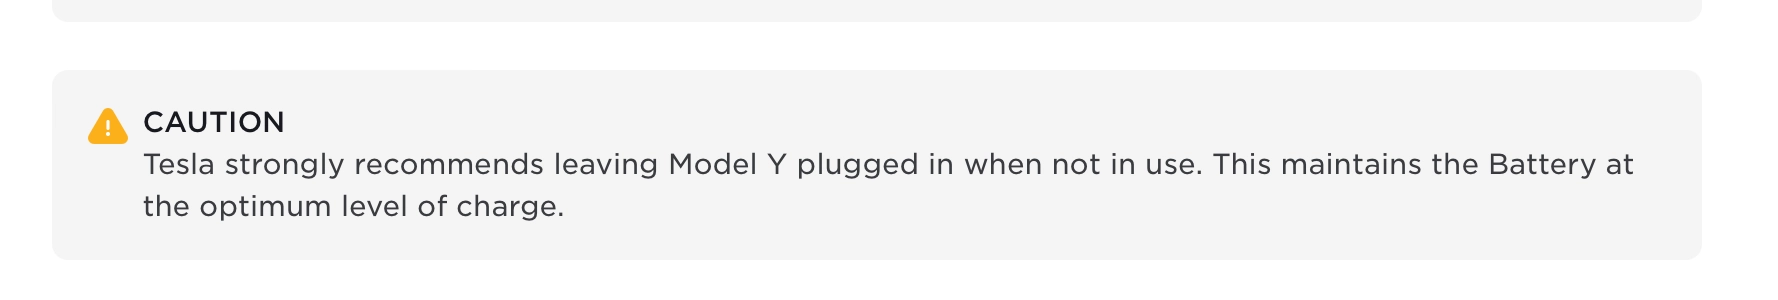 CAUTION
Tesla strongly recommends leaving Model Y plugged in when not in use. This maintains the Battery at
the optimum level of charge.